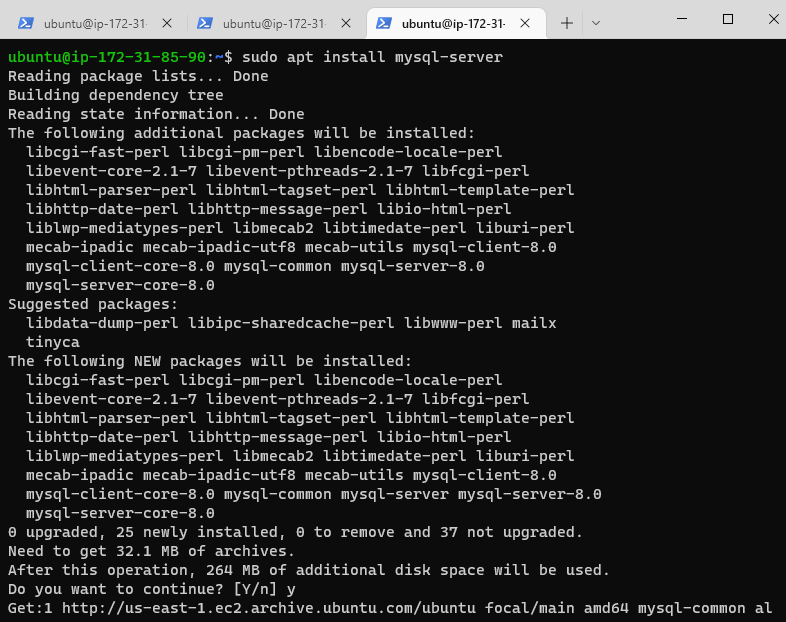 ubuntu@ip-172-31-
ubuntu@ip-172-31-
ubuntu@ip-172-31-
ubuntu@ip-172-31-85-90:~$ sudo apt install mysql-server
Reading package lists... Done
Building dependency tree
Reading state information... Done
The following additional packages will be installed:
  libcgi-fast-perl libcgi-pm-perl libencode-locale-perl
  libevent-core-2.1-7 libevent-pthreads-2.1-7 libfcgi-perl
  libhtml-parser-perl libhtml-tagset-perl libhtml-template-perl
  libhttp-date-perl libhttp-message-perl libio-html-perl
  liblwp-mediatypes-perl libmecab2 libtimedate-perl liburi-perl
  mecab-ipadic mecab-ipadic-utf8 mecab-utils mysql-client-8.0
  mysql-client-core-8.0 mysql-common mysql-server-8.0
  mysql-server-core-8.0
Suggested packages:
  libdata-dump-perl libipc-sharedcache-perl libwww-perl mailx
  tinyca
The following NEW packages will be installed:
  libcgi-fast-perl libcgi-pm-perl libencode-locale-perl
  libevent-core-2.1-7 libevent-pthreads-2.1-7 libfcgi-perl
  libhtml-parser-perl libhtml-tagset-perl libhtml-template-perl
  libhttp-date-perl libhttp-message-perl libio-html-perl
  liblwp-mediatypes-perl libmecab2 libtimedate-perl liburi-perl
  mecab-ipadic mecab-ipadic-utf8 mecab-utils mysql-client-8.0
  mysql-client-core-8.0 mysql-common mysql-server mysql-server-8.0
  mysql-server-core-8.0
0 upgraded, 25 newly installed, 0 to remove and 37 not upgraded.
Need to get 32.1 MB of archives.
After this operation, 264 MB of additional disk space will be used.
Do you want to continue? [Y/n] y
Get:1 http://us-east-1.ec2.archive.ubuntu.com/ubuntu focal/main amd64 mysql-common al